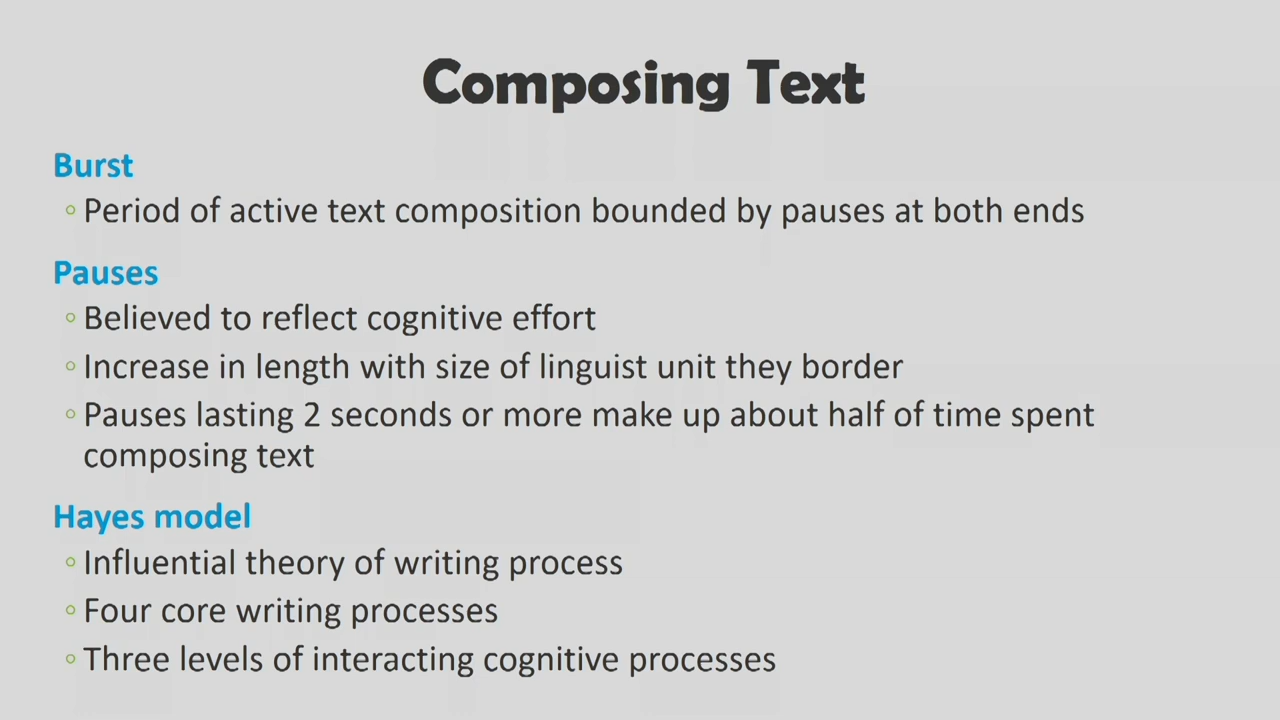 Composing Text
Burst
◦ Period of active text composition bounded by pauses at both ends
Pauses
◦ Believed to reflect cognitive effort
◦ Increase in length with size of linguist unit they border
◦ Pauses lasting 2 seconds or more make up about half of time spent
composing text
Hayes model
◦ Influential theory of writing process
◦ Four core writing processes
◦ Three levels of interacting cognitive processes